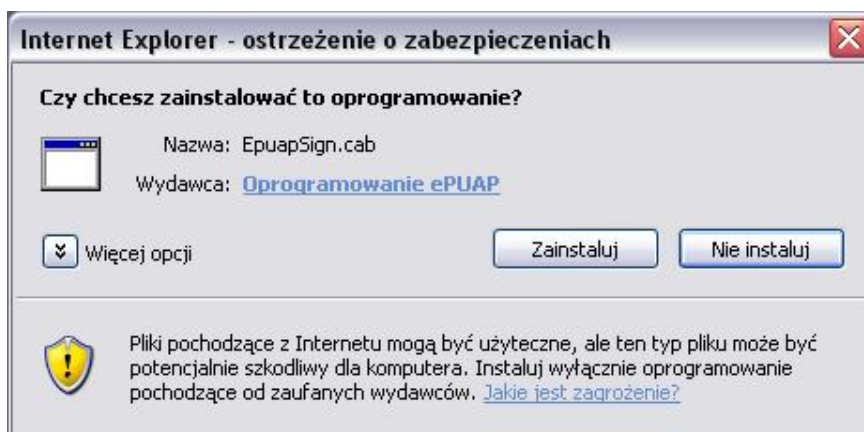 Internet Explorer - ostrzeżenie o zabezpieczeniach
Czy chcesz zainstalować to oprogramowanie?
Nazwa: EpuapSign.cab
Wydawca: Oprogramowanie ePUAP
Więcej opcji
Zainstaluj
Nie instaluj
Pliki pochodzące z Internetu mogą być użyteczne, ale ten typ pliku może być
potencjalnie szkodliwy dla komputera. Instaluj wyłącznie oprogramowanie
pochodzące od zaufanych wydawców. Jakie jest zagrożenie?